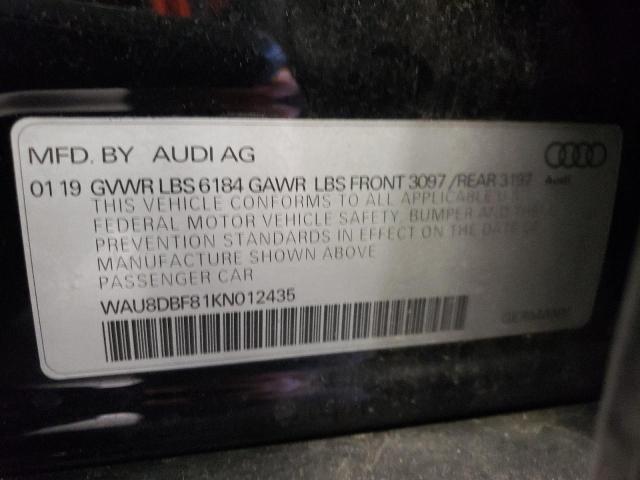 MFD. BY AUDI AG
01 19 GVWR LBS 6184 GAWR LBS FRONT 3097 / REAR 3197
Audi
THIS VEHICLE CONFORMS TO ALL APPLICABLE U.S.
FEDERAL MOTOR VEHICLE SAFETY, BUMPER AND THEFT
PREVENTION STANDARDS IN EFFECT ON THE DATE OF
MANUFACTURE SHOWN ABOVE
PASSENGER CAR
WAU8DBF81KN012435
GERMANY